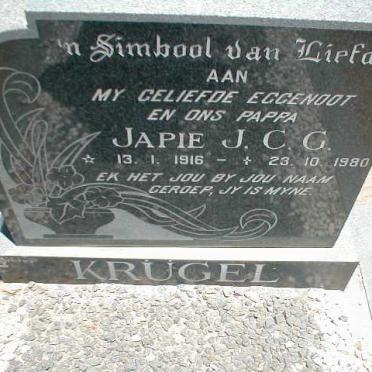 'n Simbool van Liefde
AAN
MY GELIEFDE EGGENOOT
EN ONS PAPPA
JAPIE J. C. G.
☆ 13. 1. 1916 - ✝ 23. 10. 1980
EK HET JOU BY JOU NAAM
GEROEP, JY IS MYNE
KRÜGEL